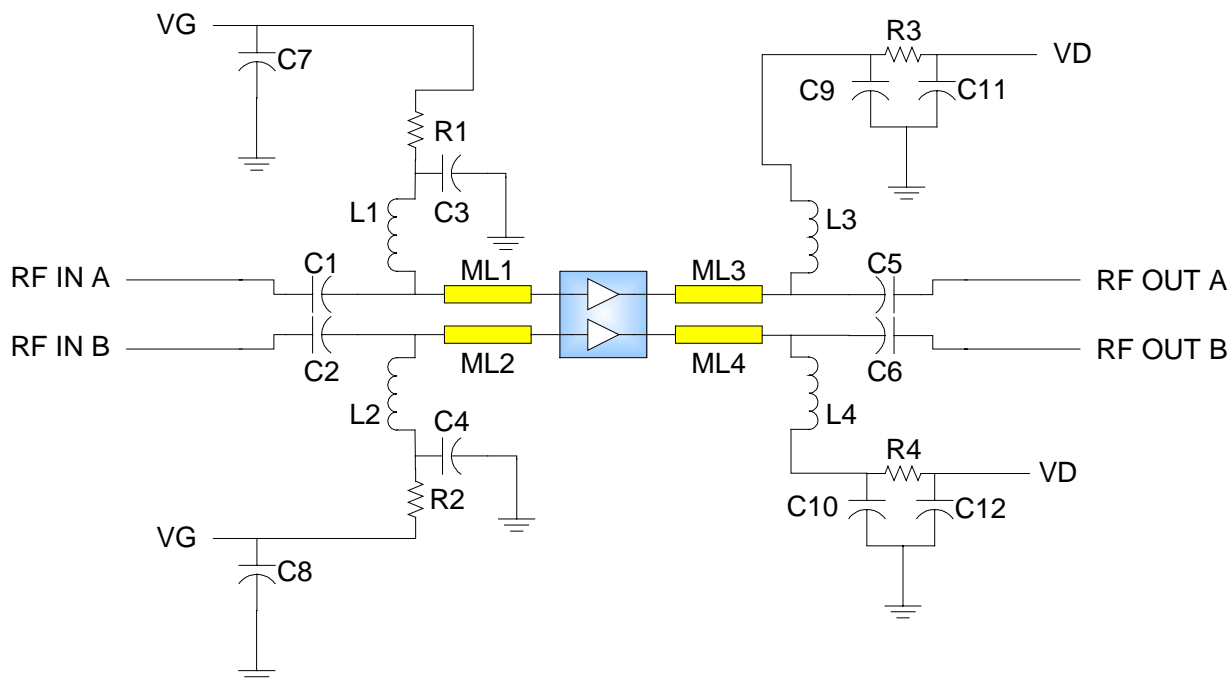 VG
C7
R1
C3
L1
R3
VD
C9
C11
L3
RF IN A
C1
ML1
ML3
C5
RF OUT A
RF IN B
C2
ML2
ML4
C6
RF OUT B
L2
C4
R2
L4
R4
VD
C10
C12
VG
C8